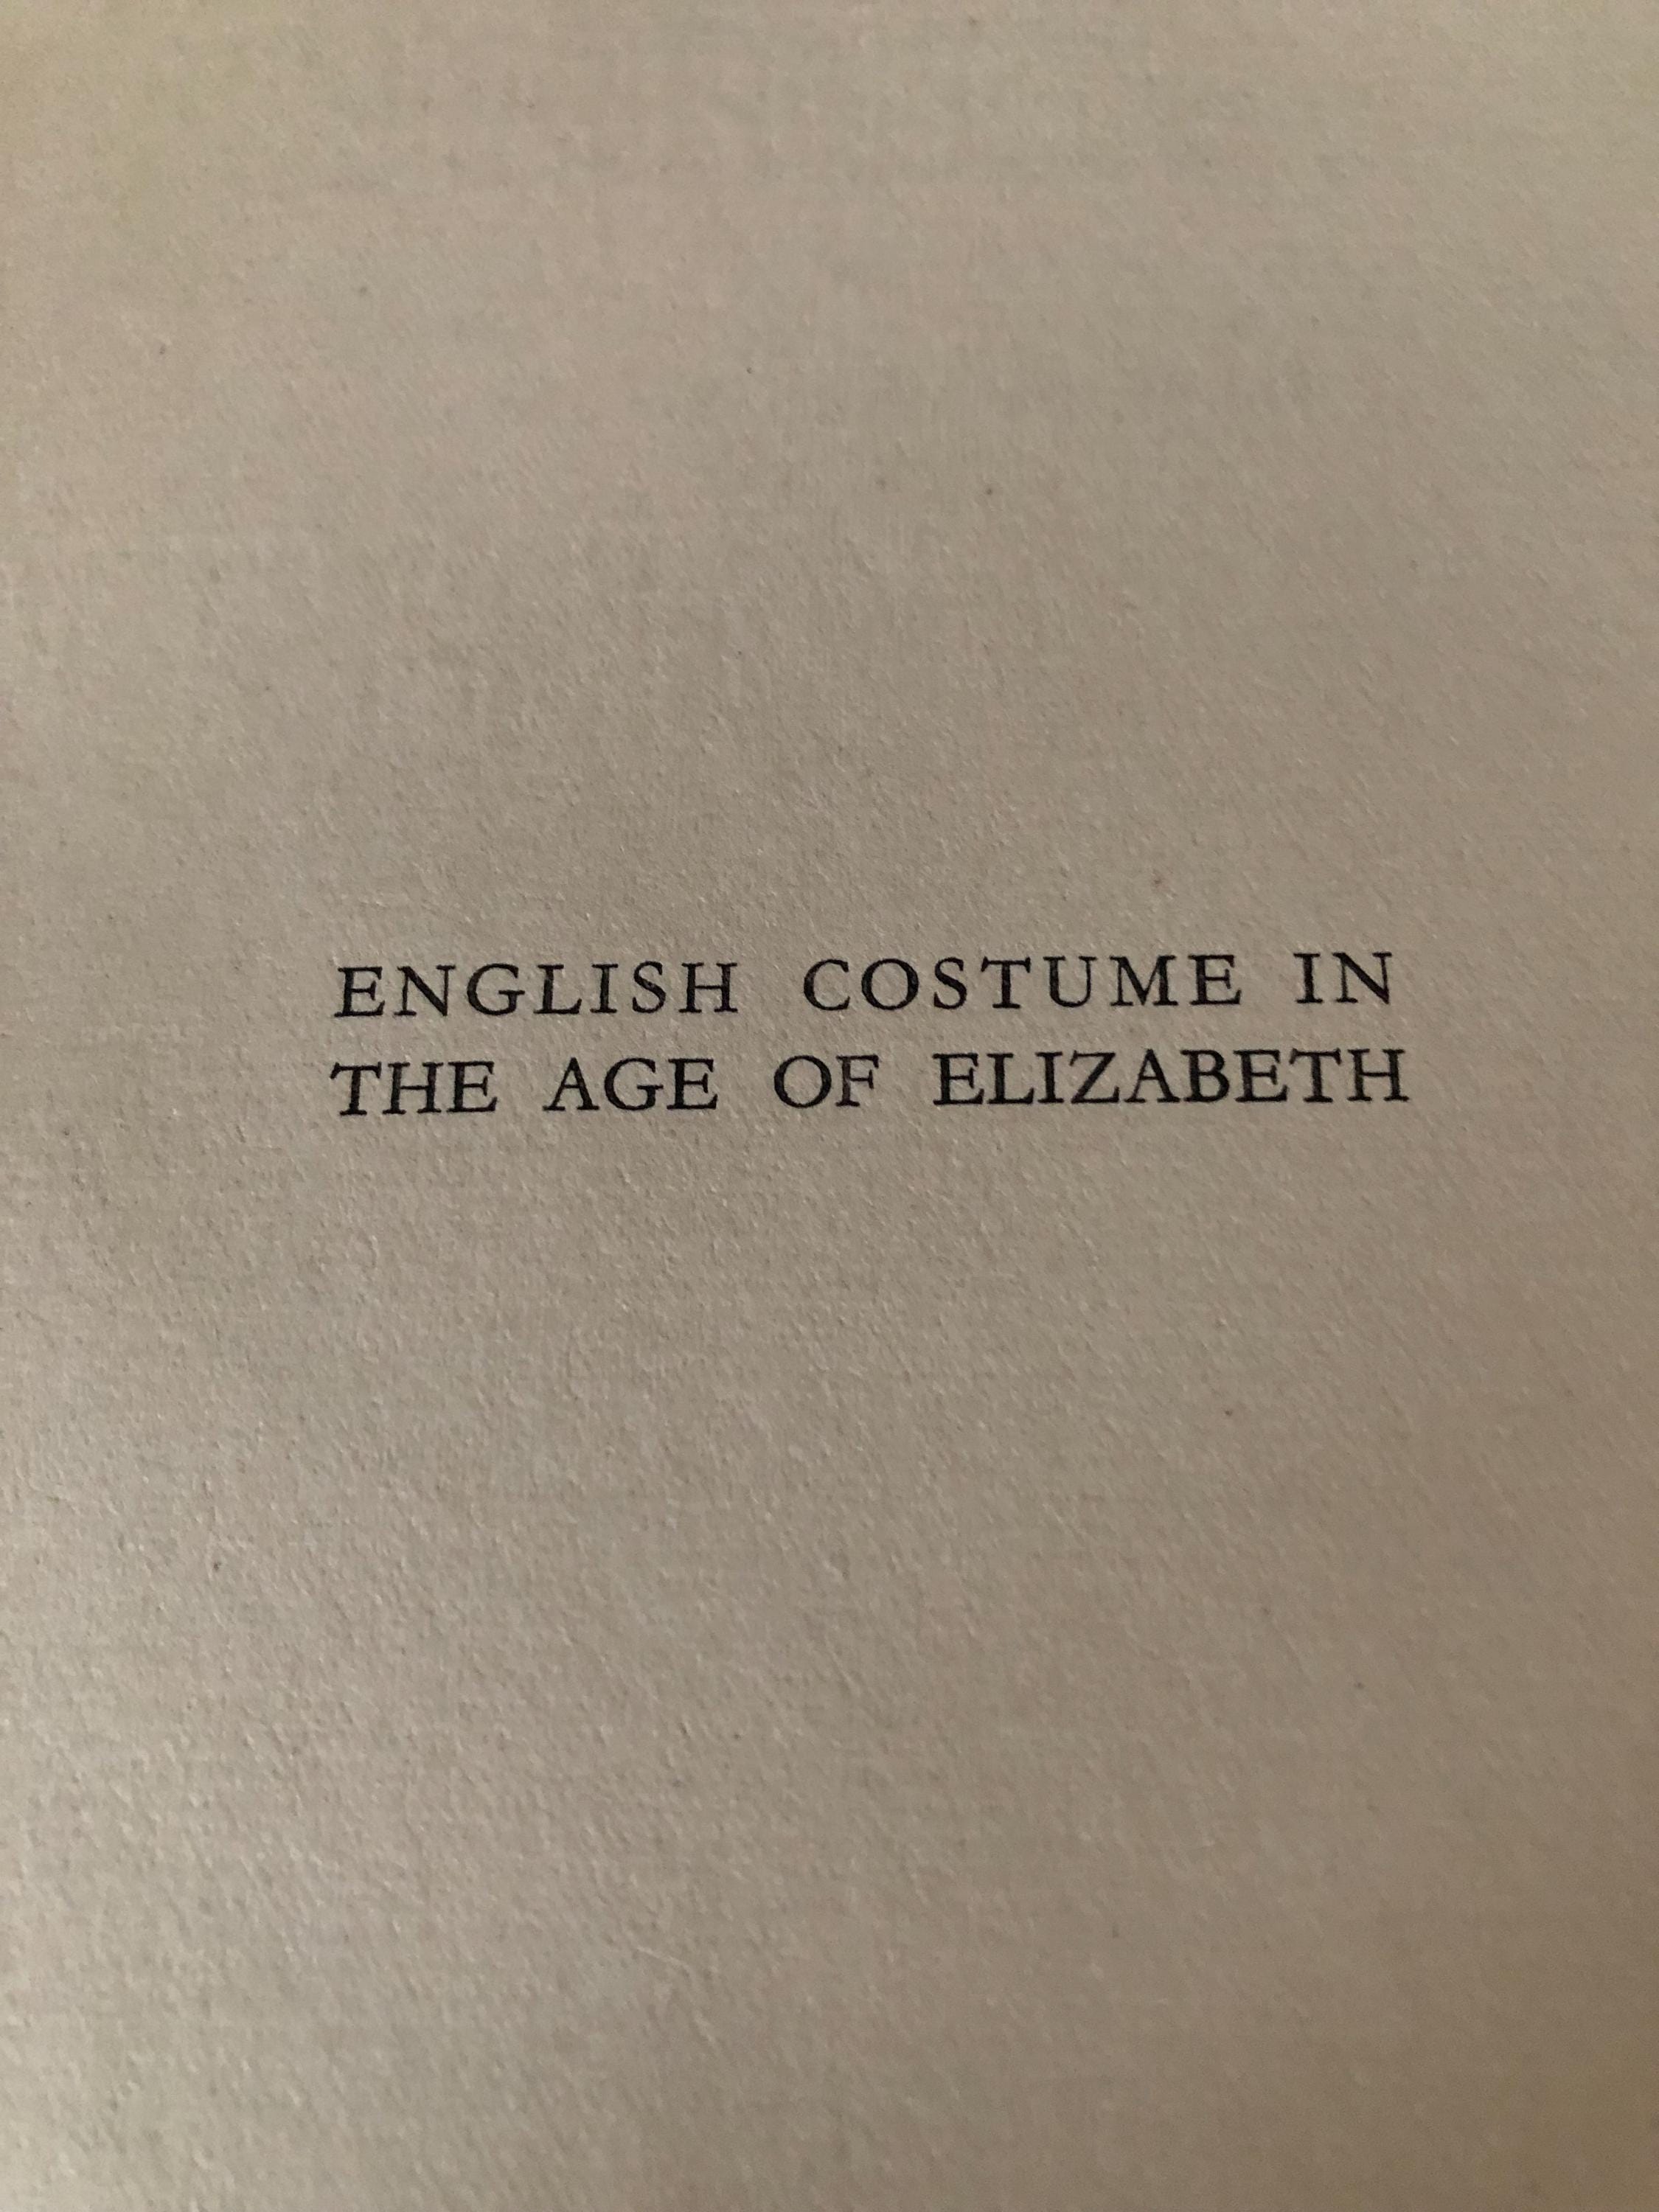 ENGLISH COSTUME IN
THE AGE OF ELIZABETH